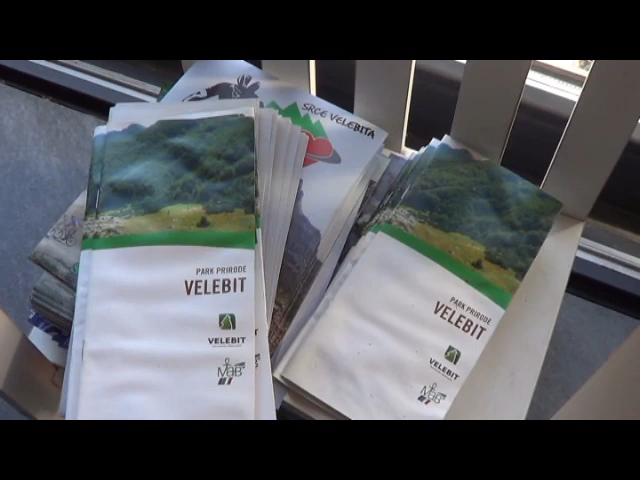 SRCE VELEBITA
PARK PRIRODE
VELEBIT
VELEBIT
MAB
PARK PRIRODE
VELEBIT
VELEBIT
MAB